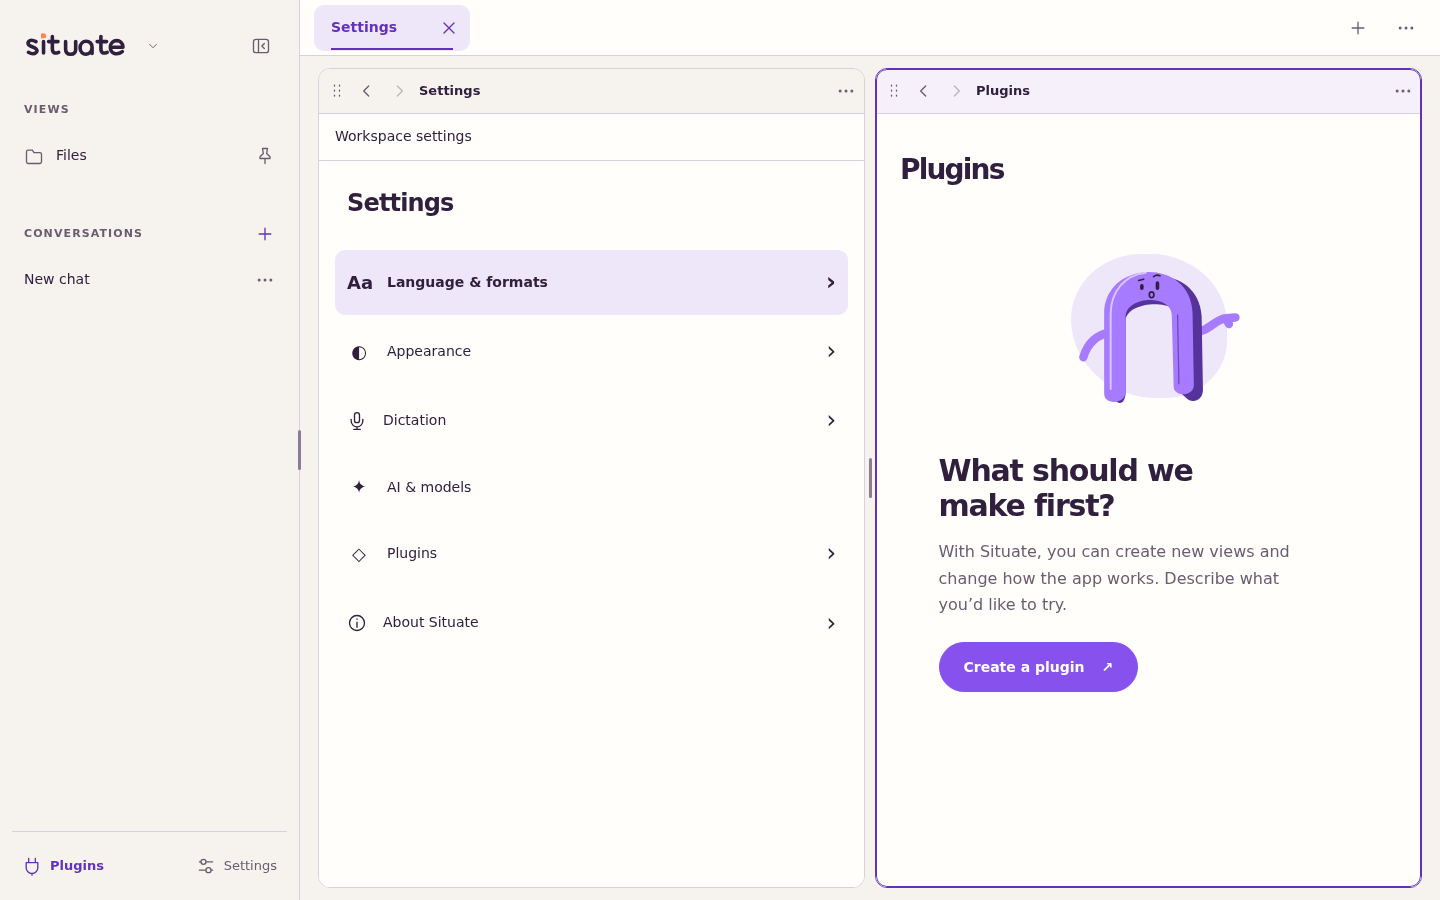 situate
VIEWS
Files
CONVERSATIONS
New chat
Plugins
Settings
Settings
Settings
Workspace settings
Settings
Aa Language & formats
Appearance
Dictation
AI & models
Plugins
About Situate
Plugins
Plugins
What should we
make first?
With Situate, you can create new views and
change how the app works. Describe what
you’d like to try.
Create a plugin ↗